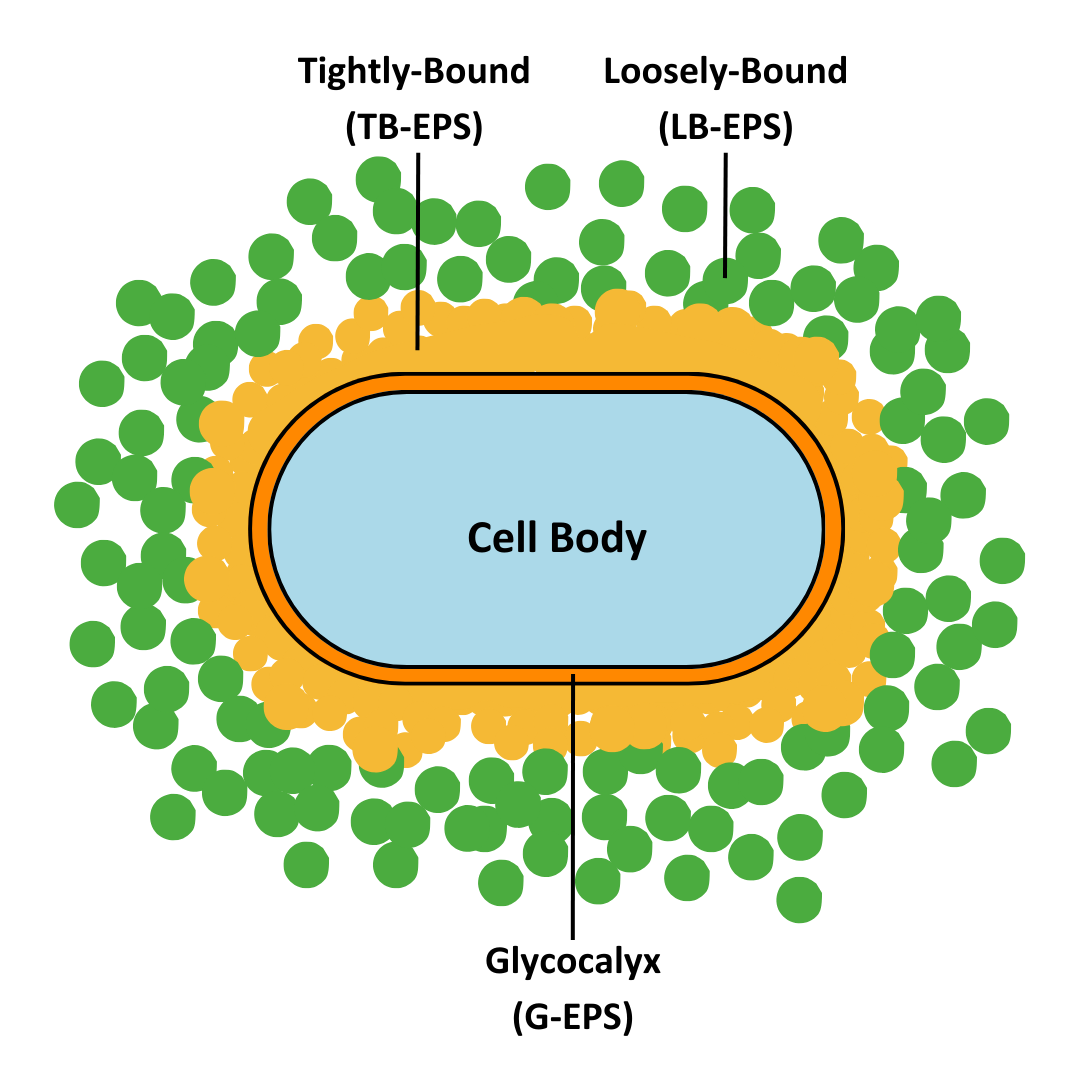 Tightly-Bound
(TB-EPS)
Loosely-Bound
(LB-EPS)
Cell Body
Glycocalyx
(G-EPS)